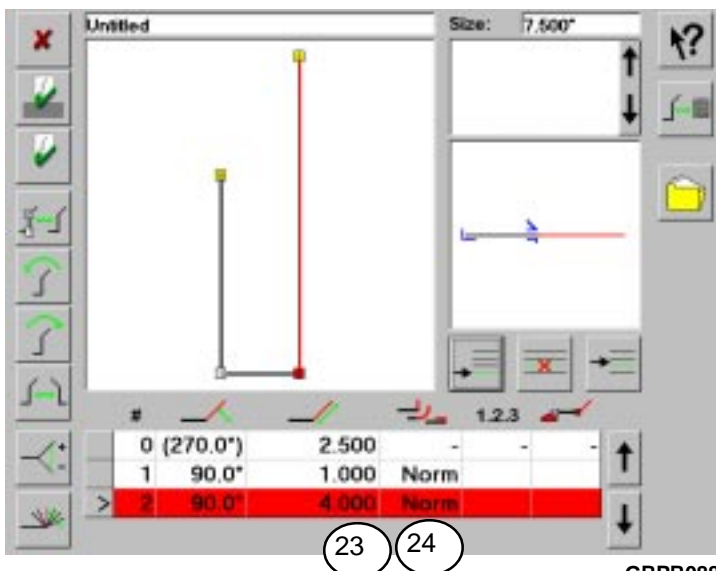 Untitled
Size: 7.500"
?
# 1.2.3
0 (270.0°) 2.500 - - -
1 90.0° 1.000 Norm
> 2 90.0° 4.000 Norm
23 24